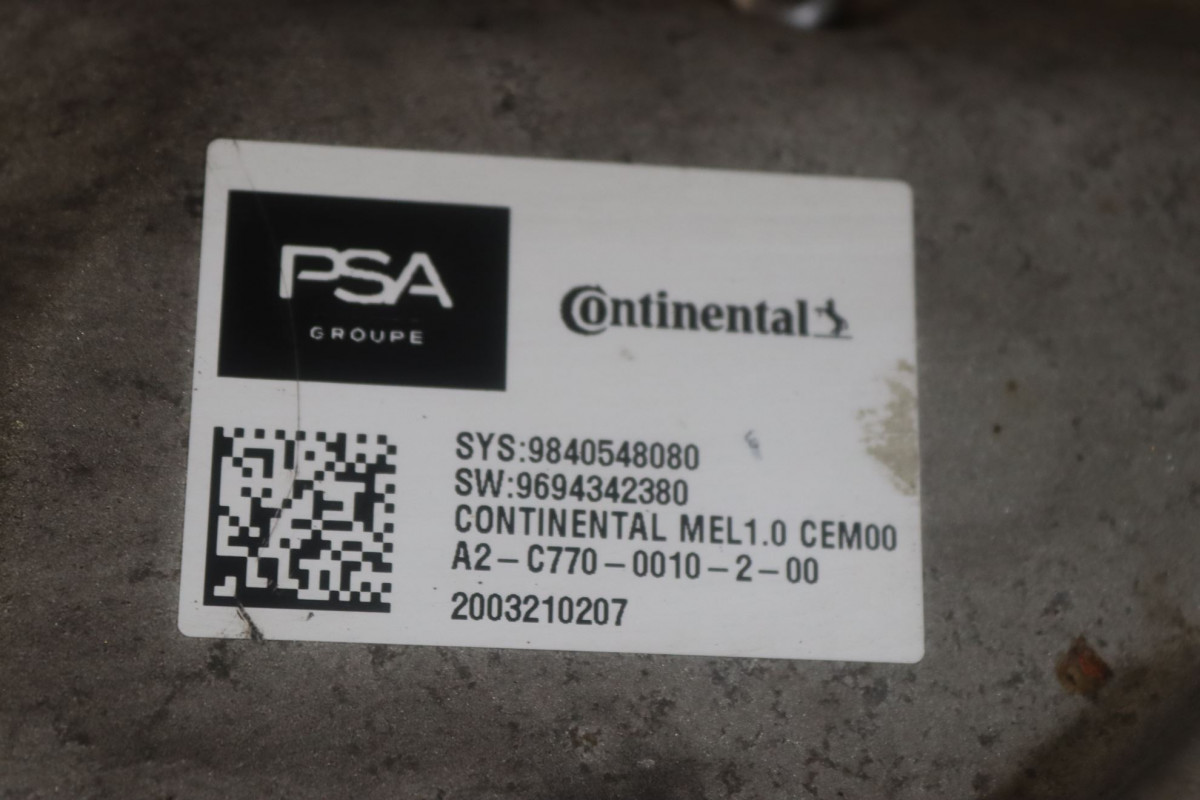 PSA
GROUPE
Continental
SYS:9840548080
SW:9694342380
CONTINENTAL MEL1.0 CEM00
A2-C770-0010-2-00
2003210207